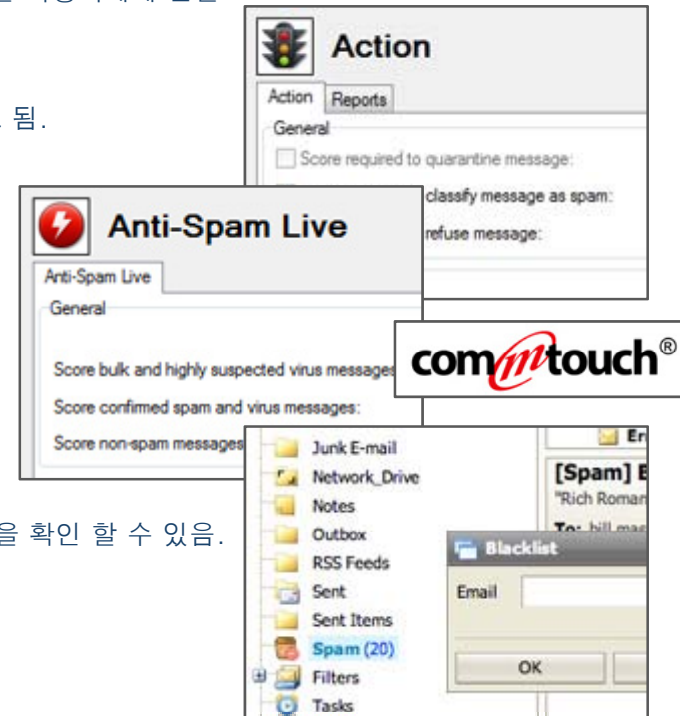 Action
Action Reports
General
됨.
Score required to quarantine message:
classify message as spam:
refuse message:
Anti-Spam Live
Anti-Spam Live
General
commtouch®
Score bulk and highly suspected virus messages
Score confirmed spam and virus messages:
Score non-spam messages
Junk E-mail
Network_Drive
Notes
Outbox
RSS Feeds
Sent
Sent Items
Spam (20)
Filters
Tasks
[Spam]
"Rich Roman
To:
을 확인 할 수 있음.
Blacklist
Email
OK